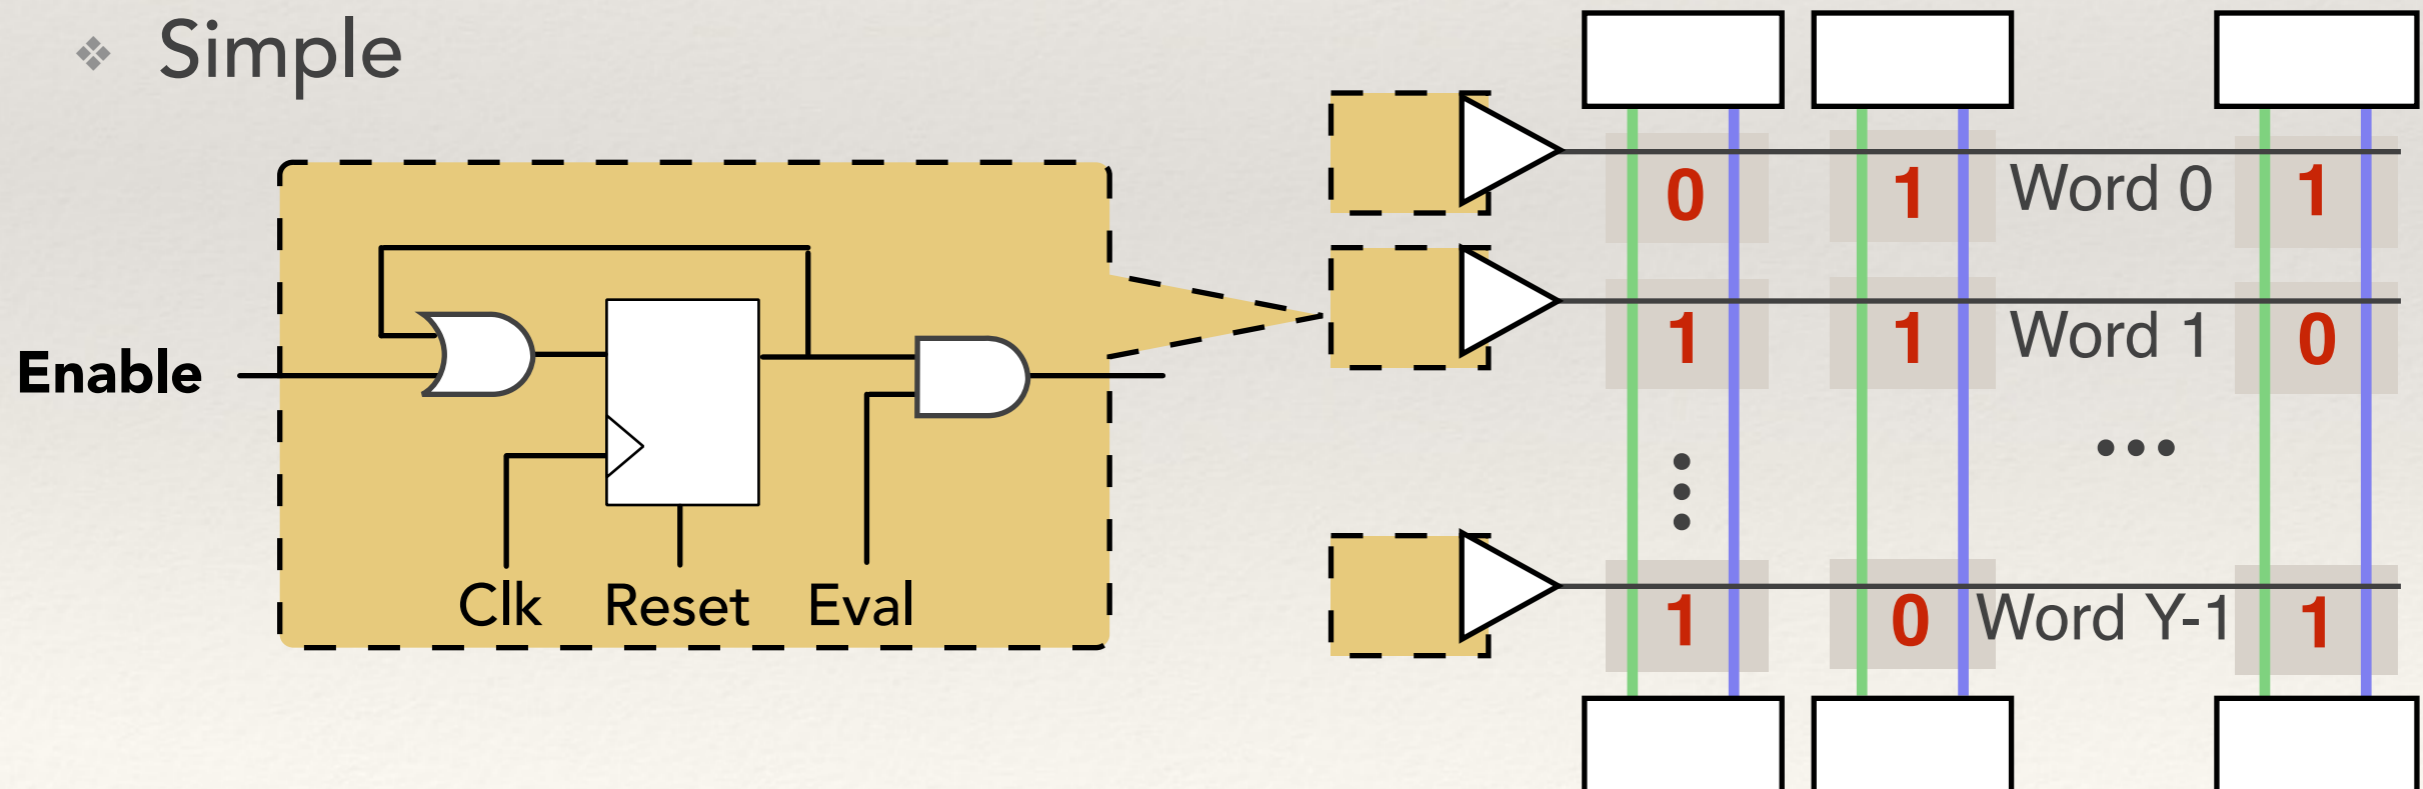 Simple
Enable
Clk Reset Eval
0 1 Word 0 1
1 1 Word 1 0
1 0 Word Y-1 1